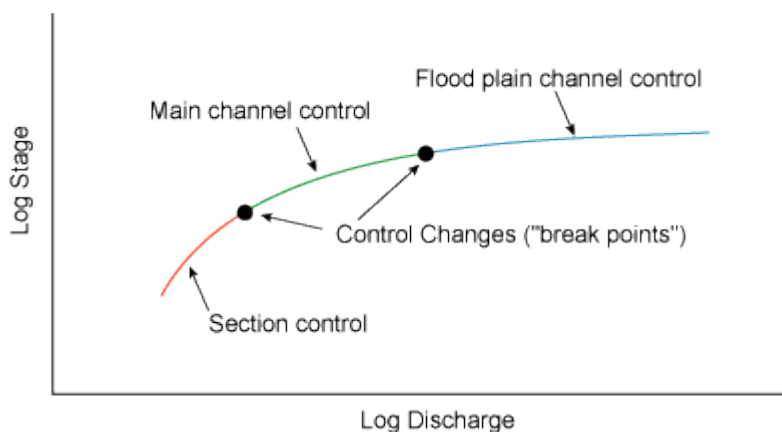 Flood plain channel control
Main channel control
Log Stage
Control Changes ("break points")
Section control
Log Discharge